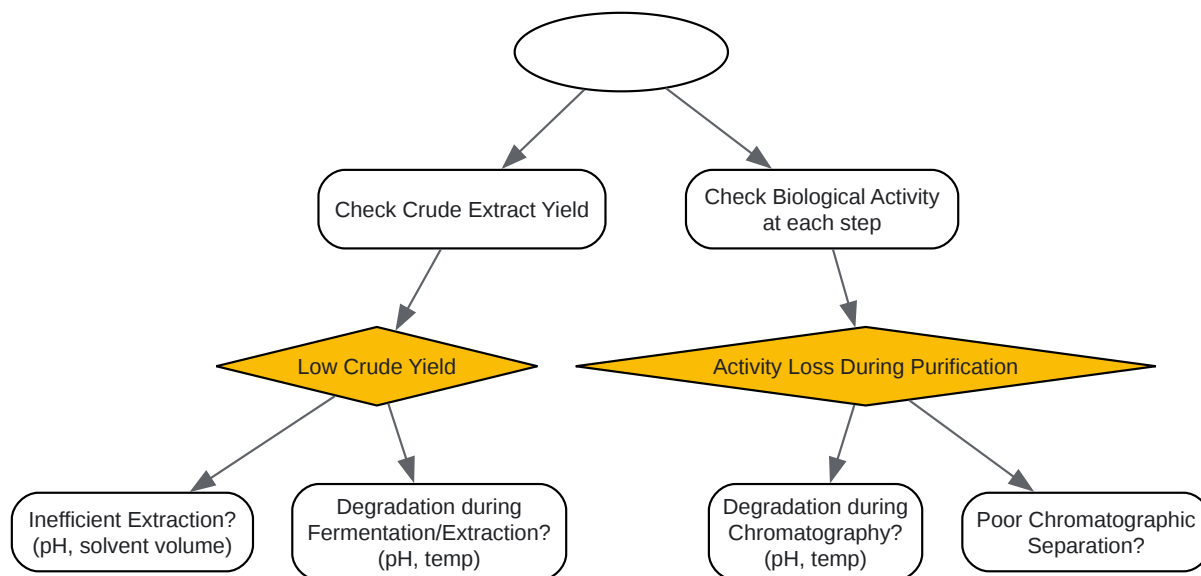 Check Crude Extract Yield
Check Biological Activity
at each step
Low Crude Yield
Activity Loss During Purification
Inefficient Extraction?
(pH, solvent volume)
Degradation during
Fermentation/Extraction?
(pH, temp)
Degradation during
Chromatography?
(pH, temp)
Poor Chromatographic
Separation?